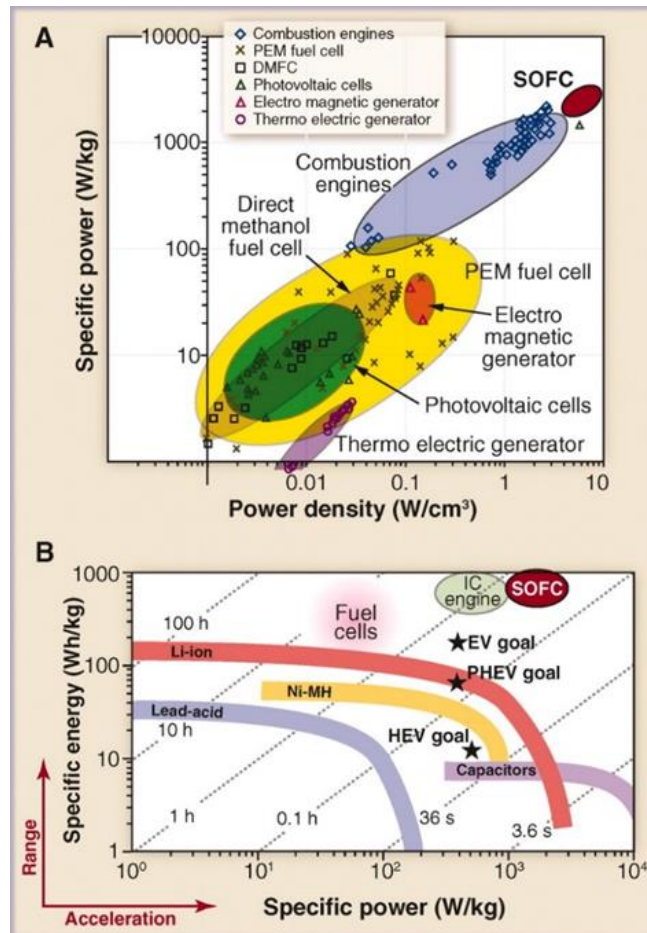 A
Combustion engines
PEM fuel cell
DMFC
Photovoltaic cells
Electro magnetic generator
Thermo electric generator
10000
1000
100
10
Specific power (W/kg)
SOFC
Combustion
engines
Direct
methanol
fuel cell
PEM fuel cell
Electro
magnetic
generator
Photovoltaic cells
Thermo electric generator
0.01
0.1
1
10
Power density (W/cm³)
B
1000
100
10
1
Specific energy (Wh/kg)
100 h
Li-ion
Fuel
cells
IC
engine
SOFC
EV goal
PHEV goal
Ni-MH
Lead-acid
10 h
HEV goal
Capacitors
1 h
0.1 h
36 s
3.6 s
10⁰
10¹
10²
10³
10⁴
Specific power (W/kg)
Range
Acceleration